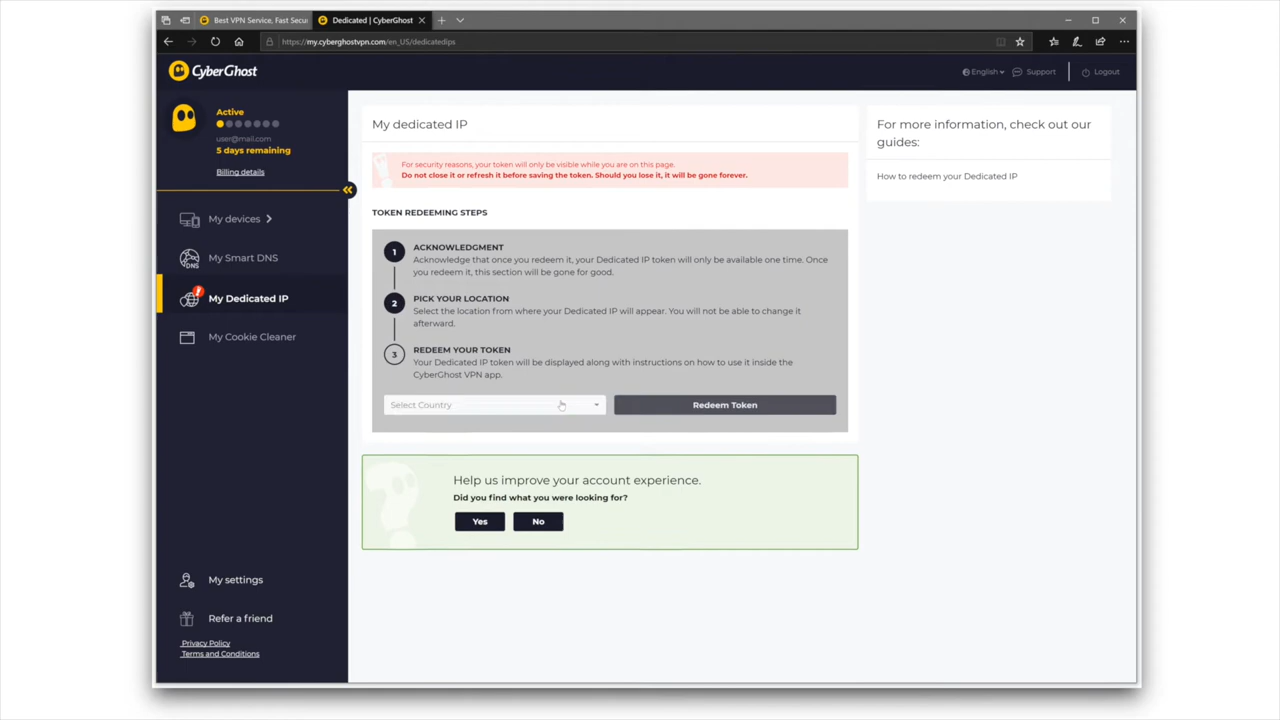 Best VPN Service, Fast Secu
Dedicated | CyberGhost
https://my.cyberghostvpn.com/en_US/dedicatedips
CyberGhost
English
Support
Logout
Active
user@mail.com
5 days remaining
Billing details
My devices
DNS
My Smart DNS
My Dedicated IP
My Cookie Cleaner
My settings
Refer a friend
Privacy Policy
Terms and Conditions
My dedicated IP
For security reasons, your token will only be visible while you are on this page.
Do not close it or refresh it before saving the token. Should you lose it, it will be gone forever.
TOKEN REDEEMING STEPS
1
ACKNOWLEDGMENT
Acknowledge that once you redeem it, your Dedicated IP token will only be available one time. Once
you redeem it, this section will be gone for good.
2
PICK YOUR LOCATION
Select the location from where your Dedicated IP will appear. You will not be able to change it
afterward.
3
REDEEM YOUR TOKEN
Your Dedicated IP token will be displayed along with instructions on how to use it inside the
CyberGhost VPN app.
Select Country
Redeem Token
Help us improve your account experience.
Did you find what you were looking for?
Yes
No
For more information, check out our
guides:
How to redeem your Dedicated IP